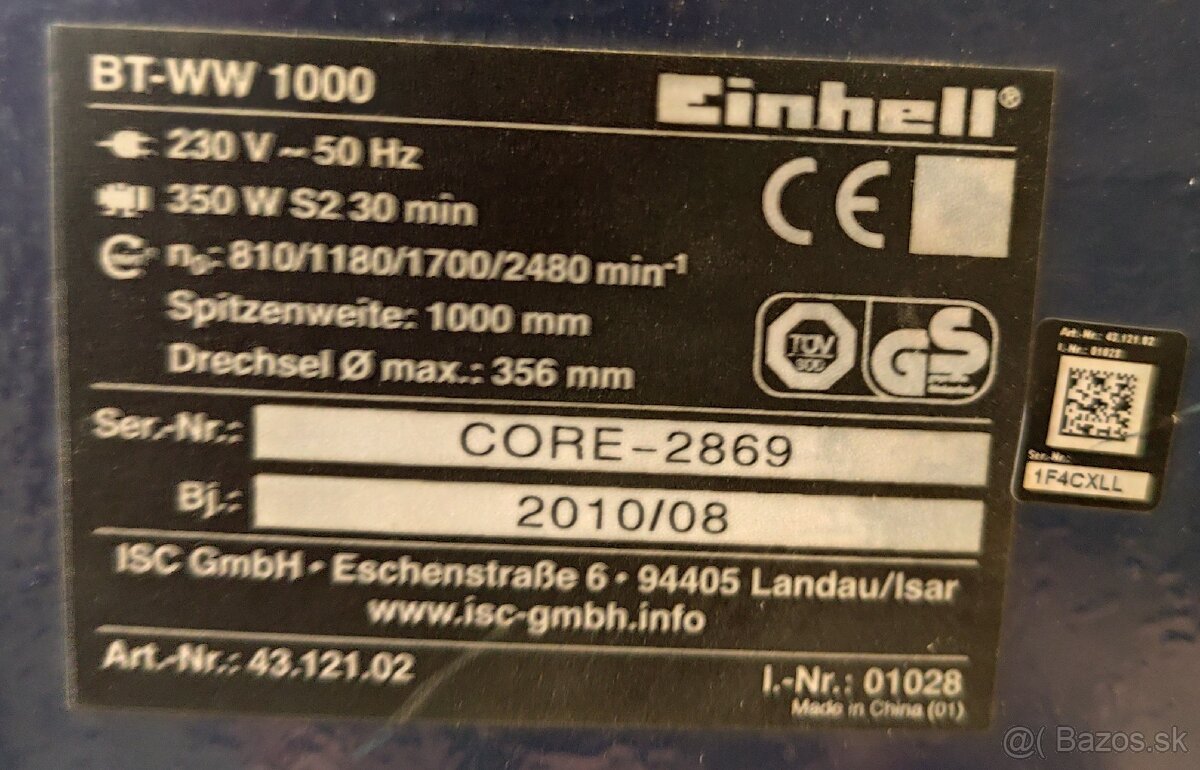 BT-WW 1000
Einhell®
230 V ~ 50 Hz
350 W S2 30 min
n₀: 810/1180/1700/2480 min⁻¹
Spitzenweite: 1000 mm
Drechsel Ø max.: 356 mm
CE
TÜV
SÜD
GS
Ser.-Nr.: CORE-2869
Bj.: 2010/08
ISC GmbH · Eschenstraße 6 · 94405 Landau/Isar
www.isc-gmbh.info
Art.-Nr.: 43.121.02
I.-Nr.: 01028
Made in China (01)
Art.-Nr.: 43.121.02
I.-Nr.: 01028
Ser.-Nr.:
1F4CXLL
@( Bazos.sk